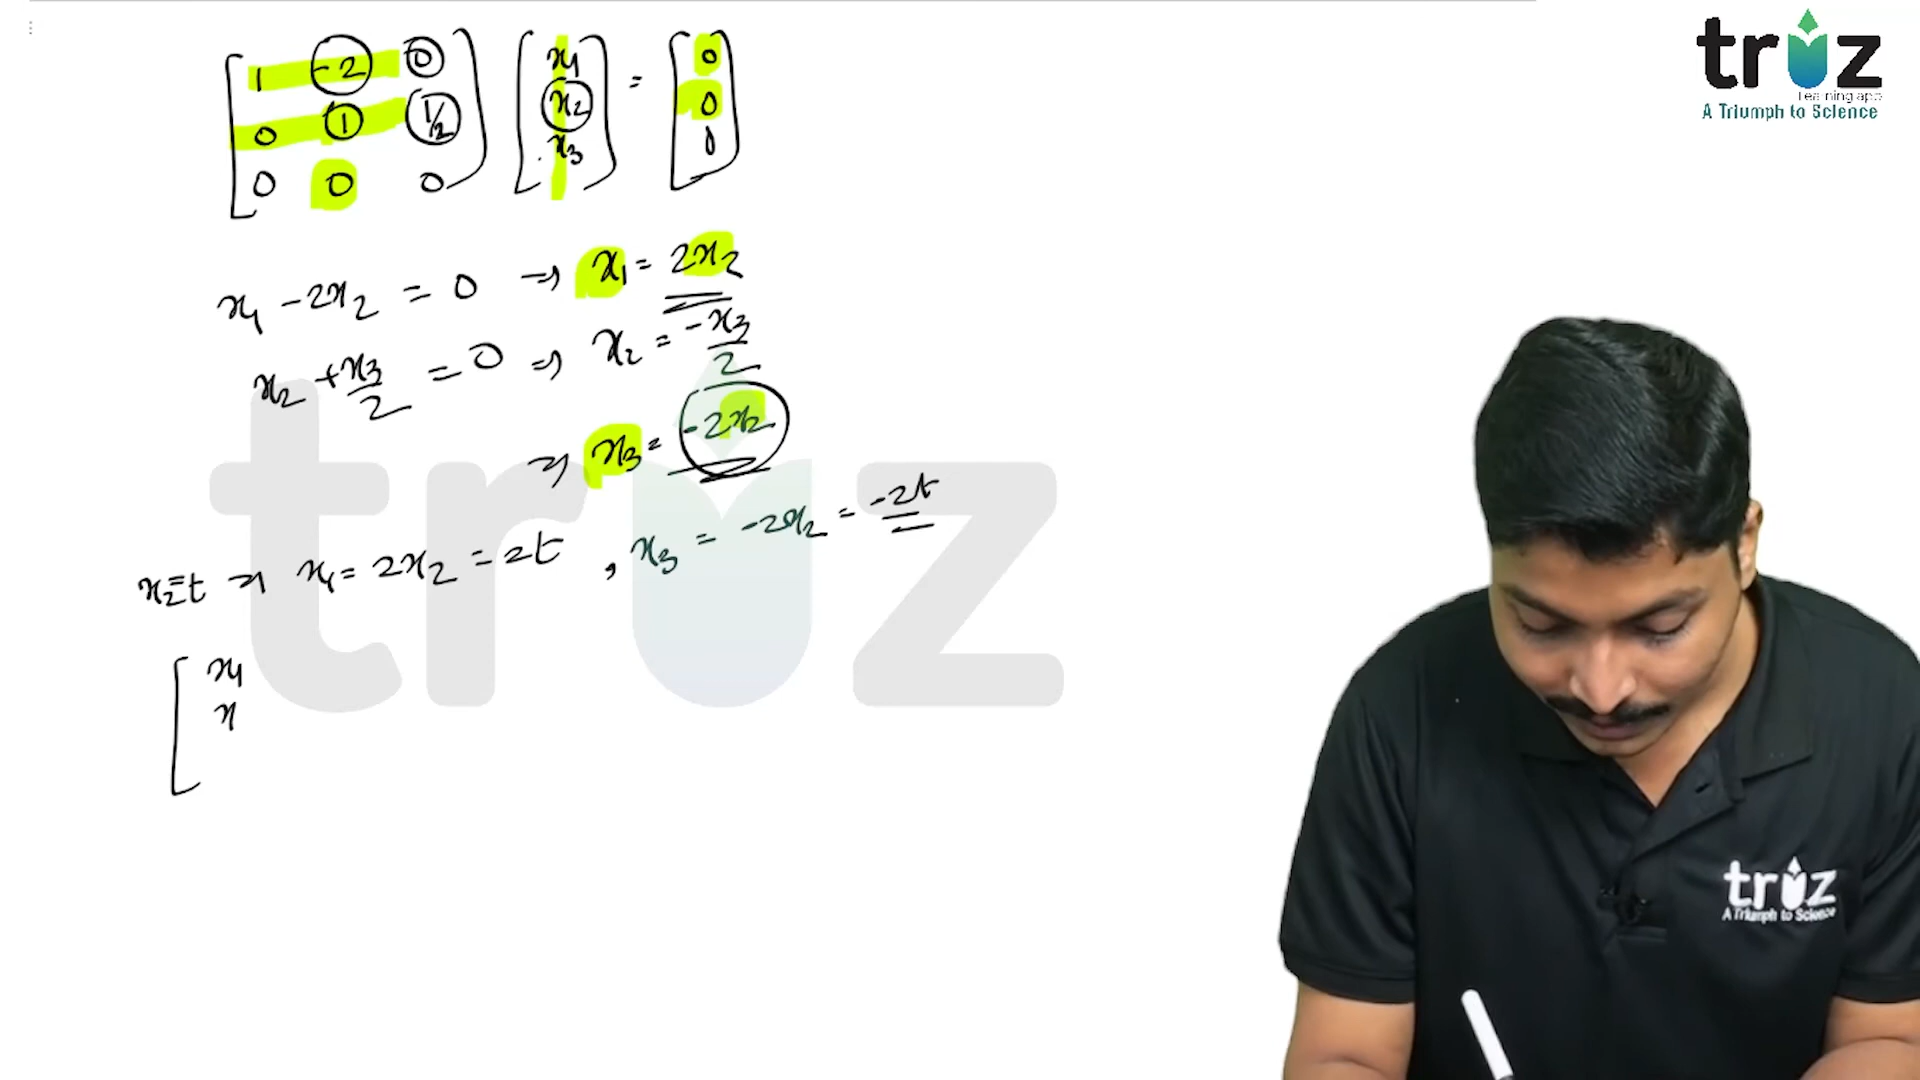 truz
Learning app
A Triumph to Science
[1 -2 0] [x₁] = [0]
[0 1 1/2] [x₂] [0]
[0 0 0] [x₃] [0]
x₁ - 2x₂ = 0 ⇒ x₁ = 2x₂
x₂ + x₃/2 = 0 ⇒ x₂ = -x₃/2
⇒ x₃ = -2x₂
x₂ = t ⇒ x₁ = 2x₂ = 2t , x₃ = -2x₂ = -2t
[x₁
x
truz
truz
A Triumph to Science